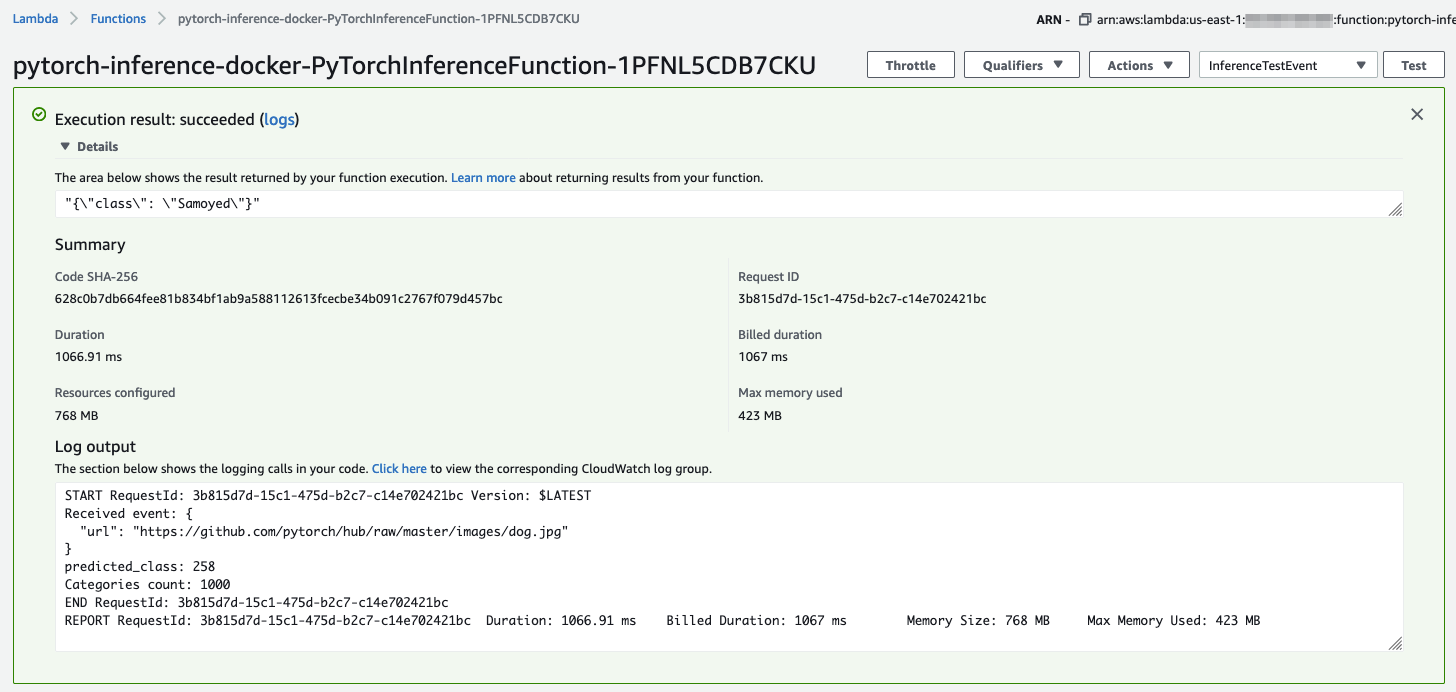 Lambda > Functions > pytorch-inference-docker-PyTorchInferenceFunction-1PFNL5CDB7CKU
ARN - arn:aws:lambda:us-east-1: :function:pytorch-infe
pytorch-inference-docker-PyTorchInferenceFunction-1PFNL5CDB7CKU
Throttle Qualifiers Actions InferenceTestEvent Test
Execution result: succeeded (logs)
Details
The area below shows the result returned by your function execution. Learn more about returning results from your function.
"{\"class\": \"Samoyed\"}"
Summary
Code SHA-256
628c0b7db664fee81b834bf1ab9a588112613fcecbe34b091c2767f079d457bc
Request ID
3b815d7d-15c1-475d-b2c7-c14e702421bc
Duration
1066.91 ms
Billed duration
1067 ms
Resources configured
768 MB
Max memory used
423 MB
Log output
The section below shows the logging calls in your code. Click here to view the corresponding CloudWatch log group.
START RequestId: 3b815d7d-15c1-475d-b2c7-c14e702421bc Version: $LATEST
Received event: {
  "url": "https://github.com/pytorch/hub/raw/master/images/dog.jpg"
}
predicted_class: 258
Categories count: 1000
END RequestId: 3b815d7d-15c1-475d-b2c7-c14e702421bc
REPORT RequestId: 3b815d7d-15c1-475d-b2c7-c14e702421bc Duration: 1066.91 ms Billed Duration: 1067 ms Memory Size: 768 MB Max Memory Used: 423 MB